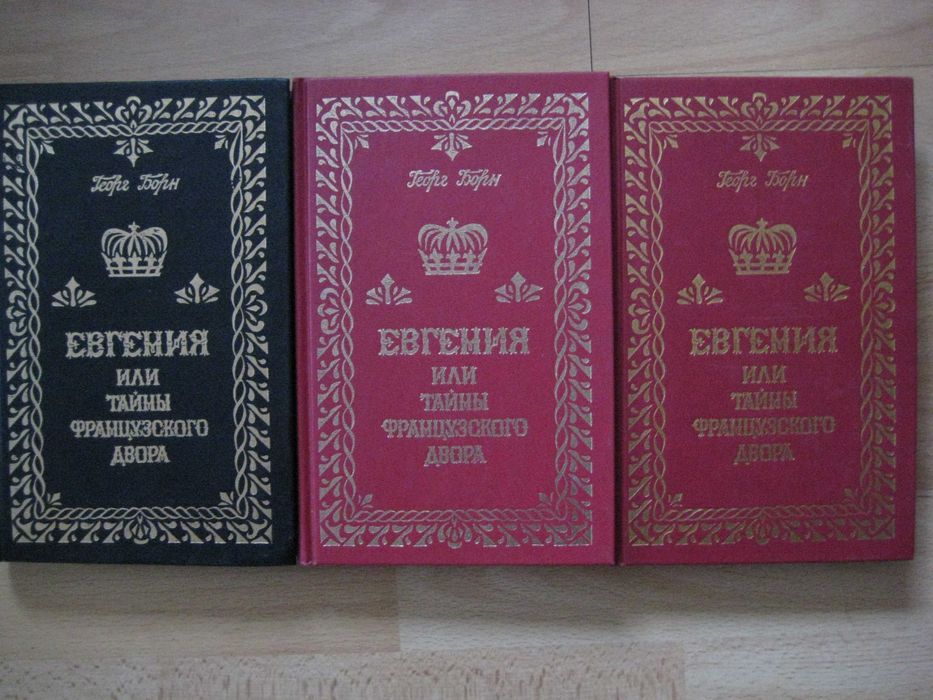 Георг Борн
ЕВГЕНИЯ
ИЛИ
ТАЙНЫ
ФРАНЦУЗСКОГО
ДВОРА
Георг Борн
ЕВГЕНИЯ
ИЛИ
ТАЙНЫ
ФРАНЦУЗСКОГО
ДВОРА
Георг Борн
ЕВГЕНИЯ
ИЛИ
ТАЙНЫ
ФРАНЦУЗСКОГО
ДВОРА